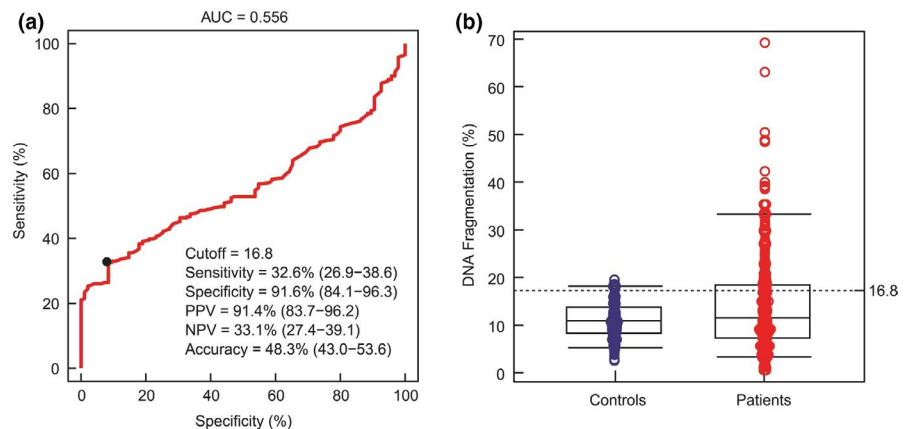 (a)
AUC = 0.556
100
80
60
40
20
0
Sensitivity (%)
Cutoff = 16.8
Sensitivity = 32.6% (26.9−38.6)
Specificity = 91.6% (84.1−96.3)
PPV = 91.4% (83.7−96.2)
NPV = 33.1% (27.4−39.1)
Accuracy = 48.3% (43.0−53.6)
0 20 40 60 80 100
Specificity (%)
(b)
70
60
50
40
30
20
10
0
DNA Fragmentation (%)
16.8
Controls Patients